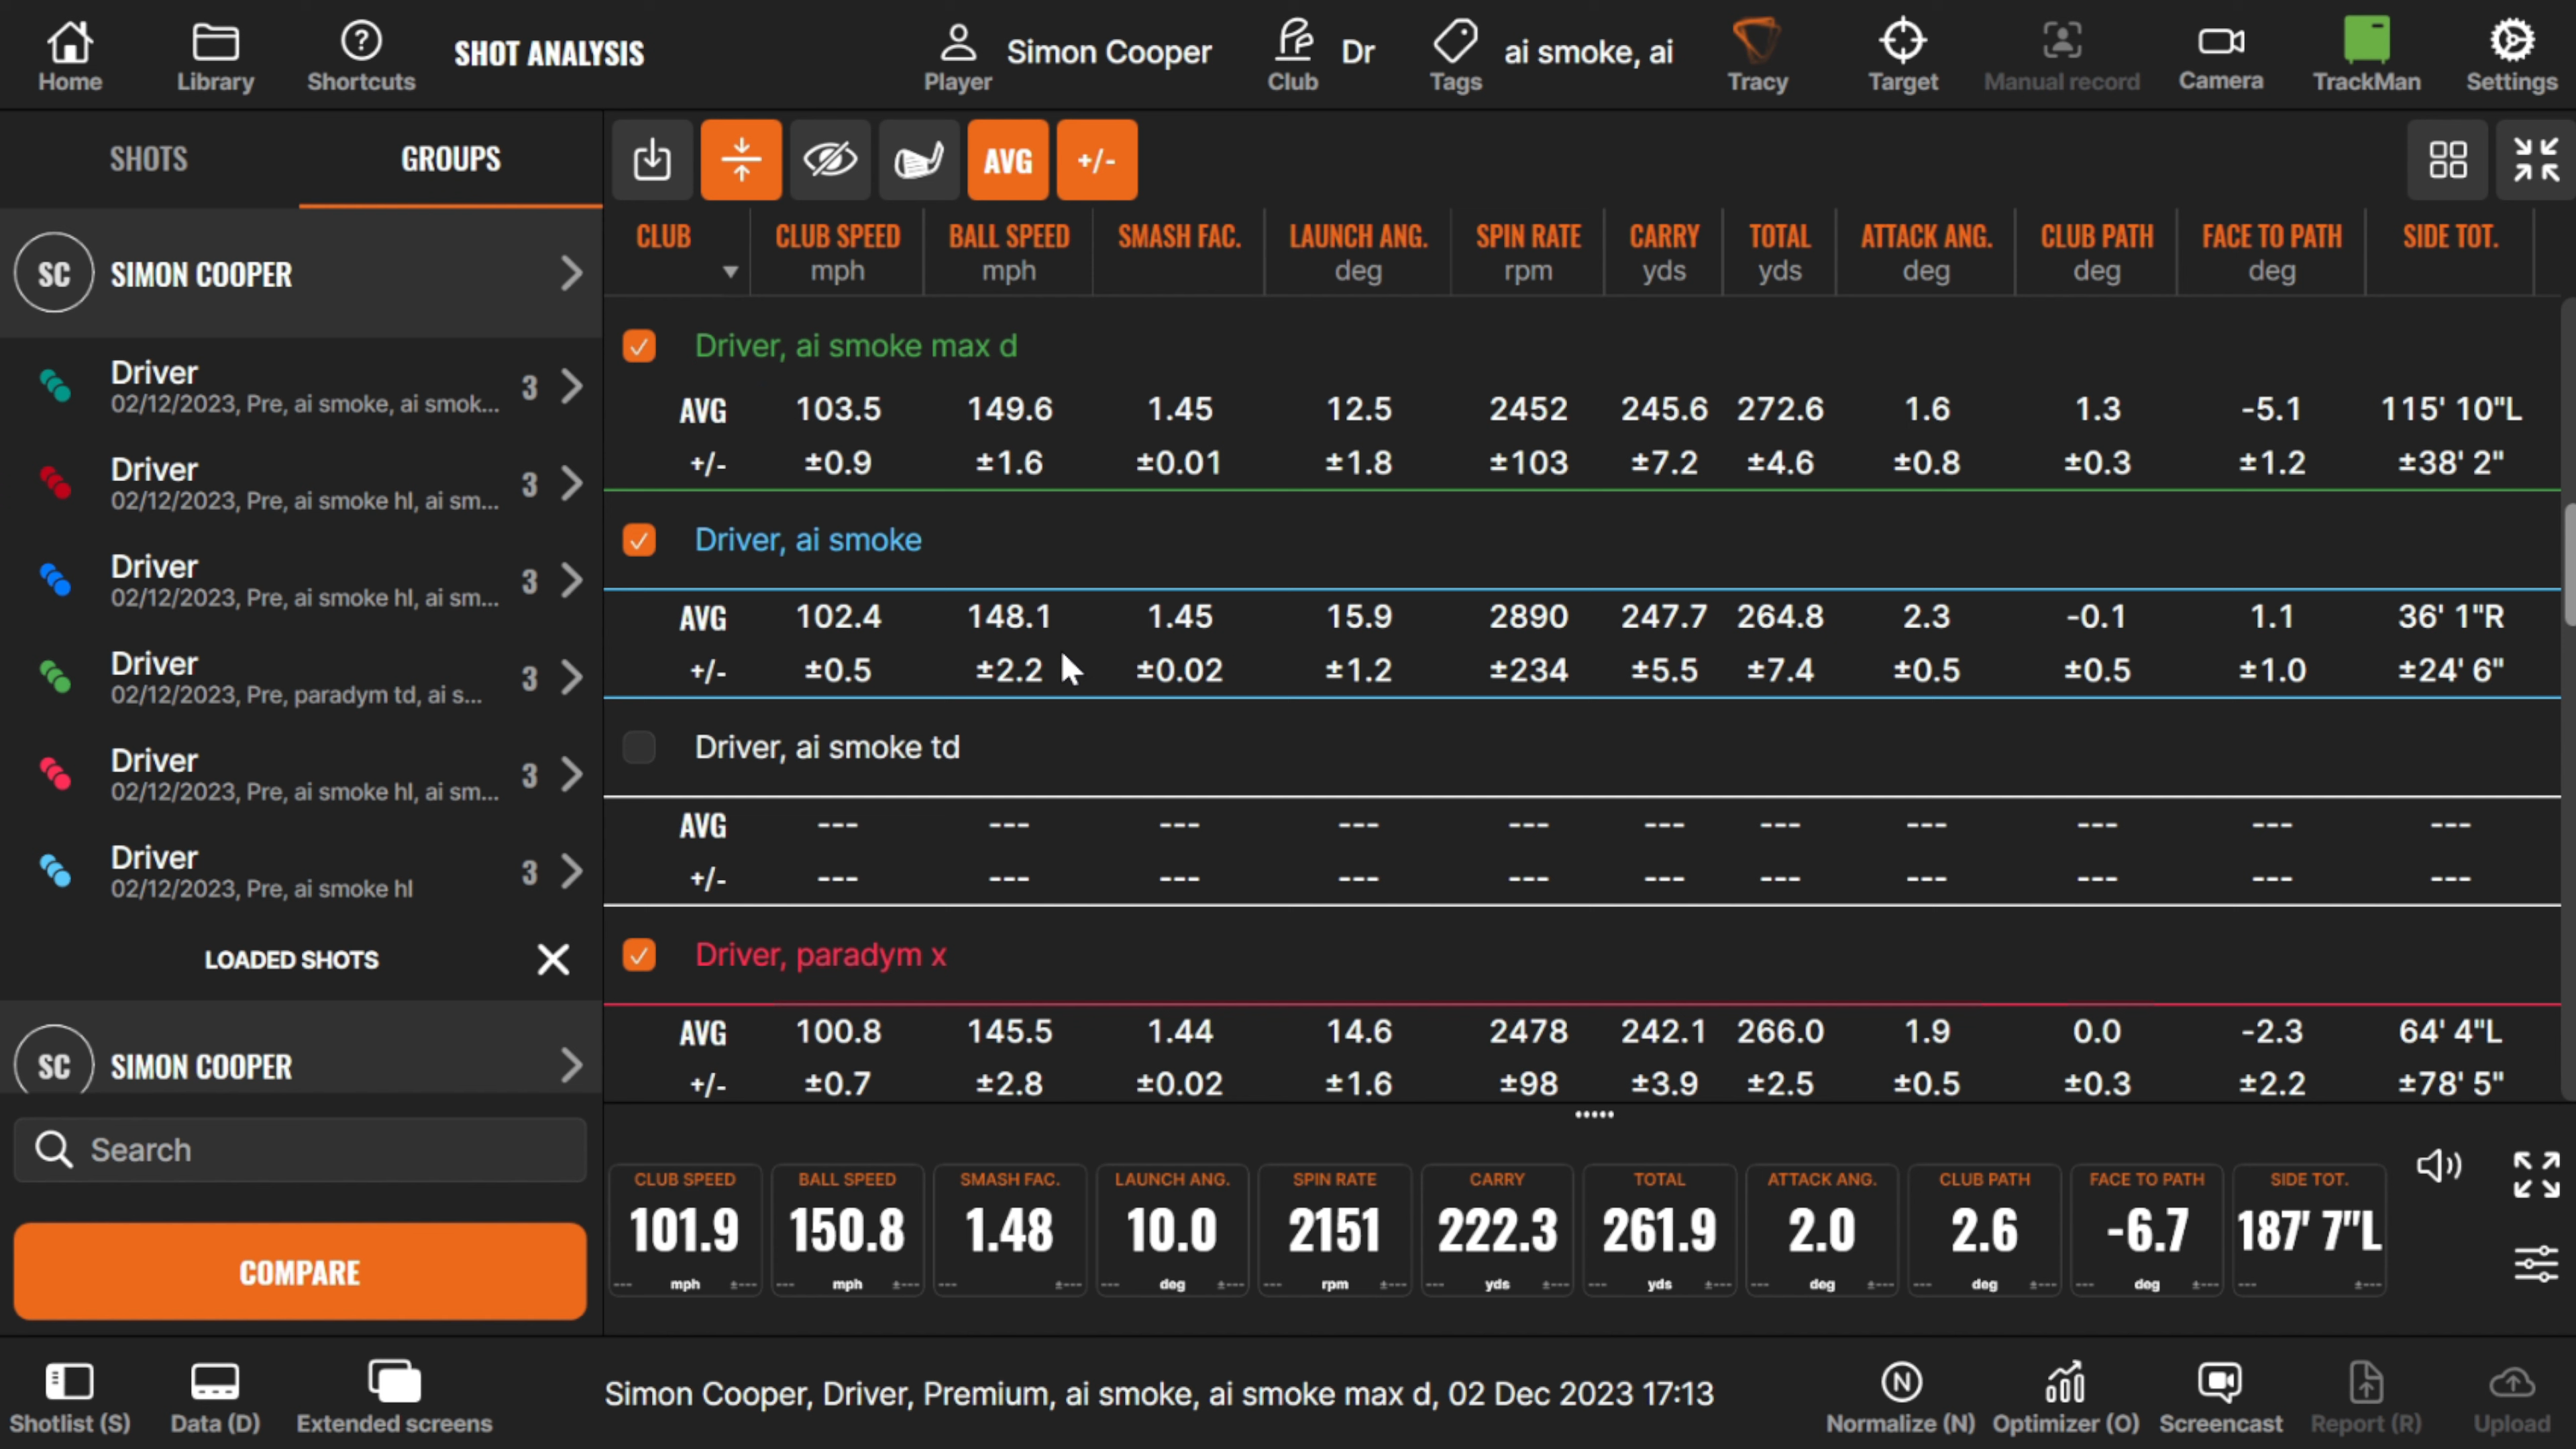 Home
Library
Shortcuts
SHOT ANALYSIS
Player
Simon Cooper
Club
Dr
Tags
ai smoke, ai
Tracy
Target
Manual record
Camera
TrackMan
Settings
SHOTS
GROUPS
AVG
+/-
SC
SIMON COOPER
Driver
02/12/2023, Pre, ai smoke, ai smok...
3
Driver
02/12/2023, Pre, ai smoke hl, ai sm...
3
Driver
02/12/2023, Pre, ai smoke hl, ai sm...
3
Driver
02/12/2023, Pre, paradym td, ai s...
3
Driver
02/12/2023, Pre, ai smoke hl, ai sm...
3
Driver
02/12/2023, Pre, ai smoke hl
3
LOADED SHOTS
SC
SIMON COOPER
Search
COMPARE
CLUB CLUB SPEED BALL SPEED SMASH FAC. LAUNCH ANG. SPIN RATE CARRY TOTAL ATTACK ANG. CLUB PATH FACE TO PATH SIDE TOT.
mph mph deg rpm yds yds deg deg deg
Driver, ai smoke max d
AVG 103.5 149.6 1.45 12.5 2452 245.6 272.6 1.6 1.3 -5.1 115' 10"L
+/- ±0.9 ±1.6 ±0.01 ±1.8 ±103 ±7.2 ±4.6 ±0.8 ±0.3 ±1.2 ±38' 2"
Driver, ai smoke
AVG 102.4 148.1 1.45 15.9 2890 247.7 264.8 2.3 -0.1 1.1 36' 1"R
+/- ±0.5 ±2.2 ±0.02 ±1.2 ±234 ±5.5 ±7.4 ±0.5 ±0.5 ±1.0 ±24' 6"
Driver, ai smoke td
AVG --- --- --- --- --- --- --- --- --- --- ---
+/- --- --- --- --- --- --- --- --- --- --- ---
Driver, paradym x
AVG 100.8 145.5 1.44 14.6 2478 242.1 266.0 1.9 0.0 -2.3 64' 4"L
+/- ±0.7 ±2.8 ±0.02 ±1.6 ±98 ±3.9 ±2.5 ±0.5 ±0.3 ±2.2 ±78' 5"
CLUB SPEED BALL SPEED SMASH FAC. LAUNCH ANG. SPIN RATE CARRY TOTAL ATTACK ANG. CLUB PATH FACE TO PATH SIDE TOT.
101.9 150.8 1.48 10.0 2151 222.3 261.9 2.0 2.6 -6.7 187' 7"L
--- mph ±--- --- mph ±--- --- ±--- --- deg ±--- --- rpm ±--- --- yds ±--- --- yds ±--- --- deg ±--- --- deg ±--- --- deg ±--- --- ±---
Shotlist (S)
Data (D)
Extended screens
Simon Cooper, Driver, Premium, ai smoke, ai smoke max d, 02 Dec 2023 17:13
N
Normalize (N)
Optimizer (O)
Screencast
Report (R)
Upload